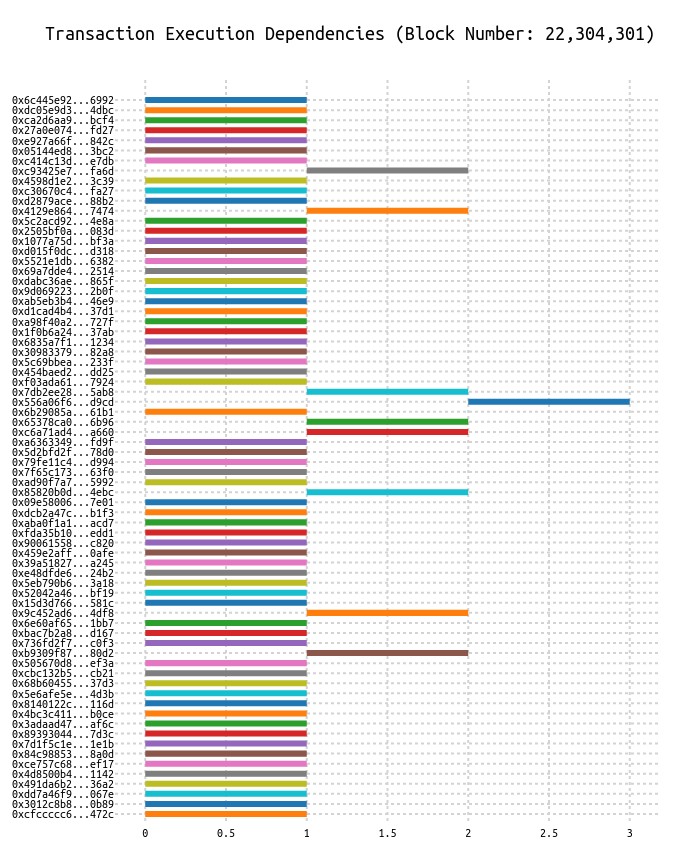 Transaction Execution Dependencies (Block Number: 22,304,301)
0x6c445e92...6992
0xdc05e9d3...4dbc
0xca2d6aa9...bcf4
0x27a0e074...fd27
0xe927a66f...842c
0x05144ed8...3bc2
0xc414c13d...e7db
0xc93425e7...fa6d
0x4598d1e2...3c39
0xc30670c4...fa27
0xd2879ace...88b2
0x4129e864...7474
0x5c2acd92...4e8a
0x2505bf0a...083d
0x1077a75d...bf3a
0xd015f0dc...d318
0x5521e1db...6382
0x69a7dde4...2514
0xdabc36ae...865f
0x9d069223...2b0f
0xab5eb3b4...46e9
0xd1cad4b4...37d1
0xa98f40a2...727f
0x1f0b6a24...37ab
0x6835a7f1...1234
0x30983379...82a8
0x5c69bbea...233f
0x454baed2...dd25
0xf03ada61...7924
0x7db2ee28...5ab8
0x556a06f6...d9cd
0x6b29085a...61b1
0x65378ca0...6b96
0xc6a71ad4...a660
0xa6363349...fd9f
0x5d2bfd2f...78d0
0x79fe11c4...d994
0x7f65c173...63f0
0xad90f7a7...5992
0x85820b0d...4ebc
0x09e58006...7e01
0xdcb2a47c...b1f3
0xaba0f1a1...acd7
0xfda35b10...edd1
0x90061558...c820
0x459e2aff...0afe
0x39a51827...a245
0xe48dfde6...24b2
0x5eb790b6...3a18
0x52042a46...bf19
0x15d3d766...581c
0x9c452ad6...4df8
0x6e60af65...1bb7
0xbac7b2a8...d167
0x736fd2f7...c0f3
0xb9309f87...80d2
0x505670d8...ef3a
0xcbc132b5...cb21
0x68b60455...37d3
0x5e6afe5e...4d3b
0x8140122c...116d
0x4bc3c411...b0ce
0x3adaad47...af6c
0x89393044...7d3c
0x7d1f5c1e...1e1b
0x84c98853...8a0d
0xce757c68...ef17
0x4d8500b4...1142
0x491da6b2...36a2
0xdd7a46f9...067e
0x3012c8b8...0b89
0xcfccccc6...472c
0 0.5 1 1.5 2 2.5 3